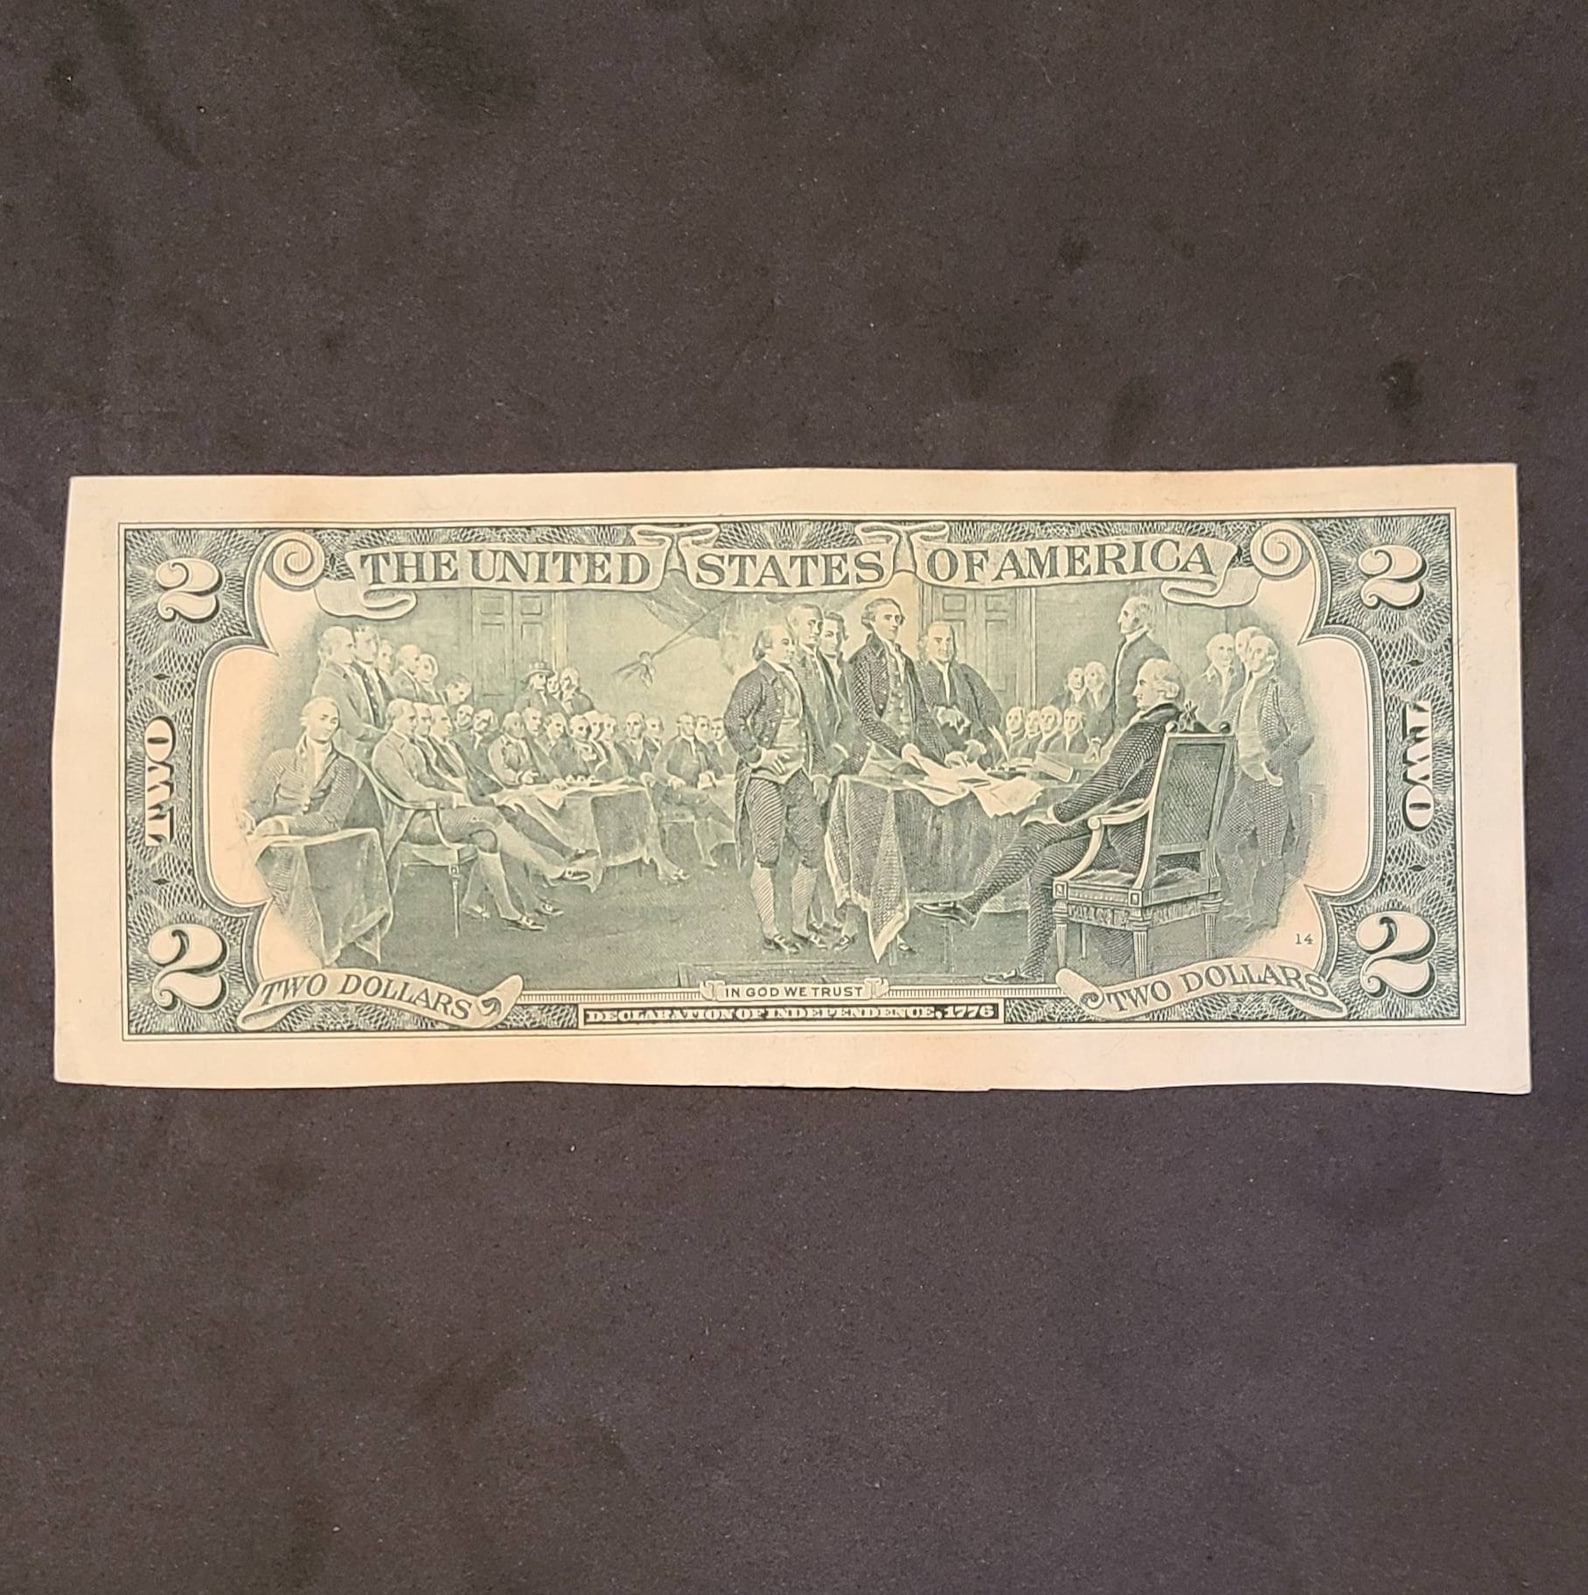 2 THE UNITED STATES OF AMERICA 2
TWO
TWO
14
2 2
TWO DOLLARS IN GOD WE TRUST TWO DOLLARS
DECLARATION OF INDEPENDENCE, 1776